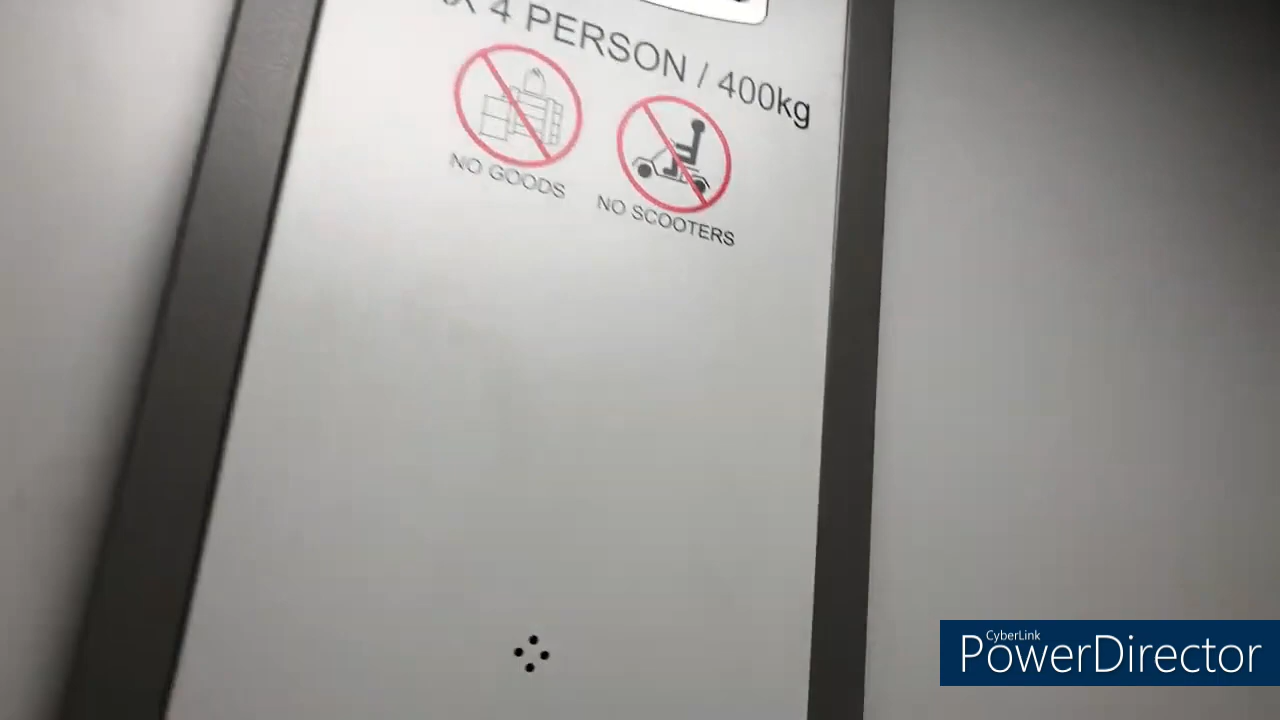 4 PERSON / 400kg
NO GOODS
NO SCOOTERS
CyberLink
PowerDirector